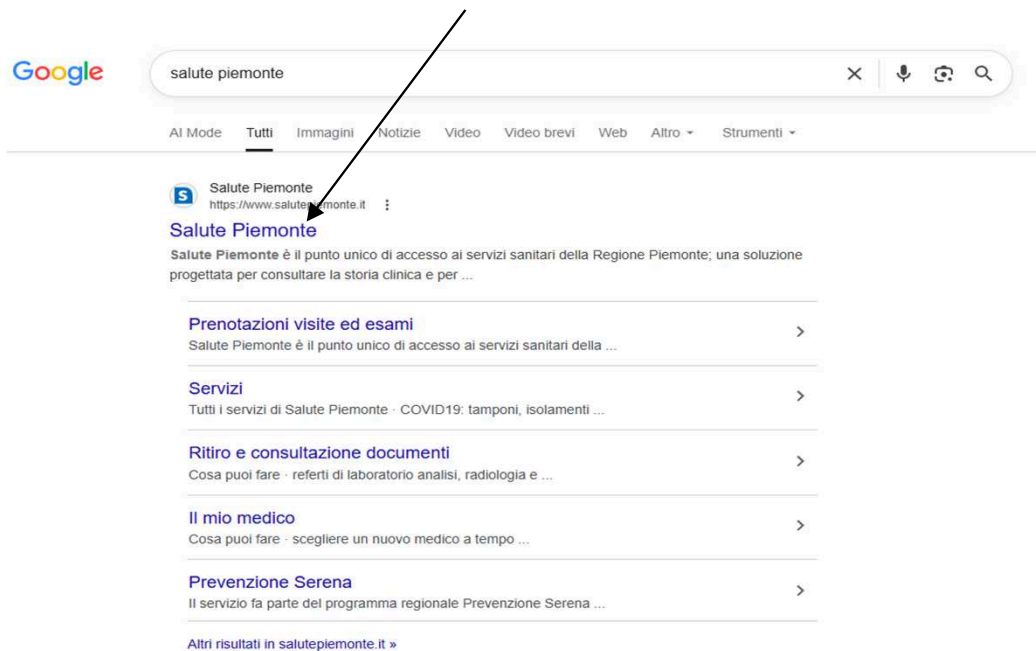 Google
salute piemonte
AI Mode Tutti Immagini Notizie Video Video brevi Web Altro Strumenti
S
Salute Piemonte
https://www.salutepiemonte.it
Salute Piemonte
Salute Piemonte è il punto unico di accesso ai servizi sanitari della Regione Piemonte; una soluzione
progettata per consultare la storia clinica e per ...
Prenotazioni visite ed esami
Salute Piemonte è il punto unico di accesso ai servizi sanitari della ...
Servizi
Tutti i servizi di Salute Piemonte · COVID19: tamponi, isolamenti ...
Ritiro e consultazione documenti
Cosa puoi fare · referti di laboratorio analisi, radiologia e ...
Il mio medico
Cosa puoi fare · scegliere un nuovo medico a tempo ...
Prevenzione Serena
Il servizio fa parte del programma regionale Prevenzione Serena ...
Altri risultati in salutepiemonte.it »